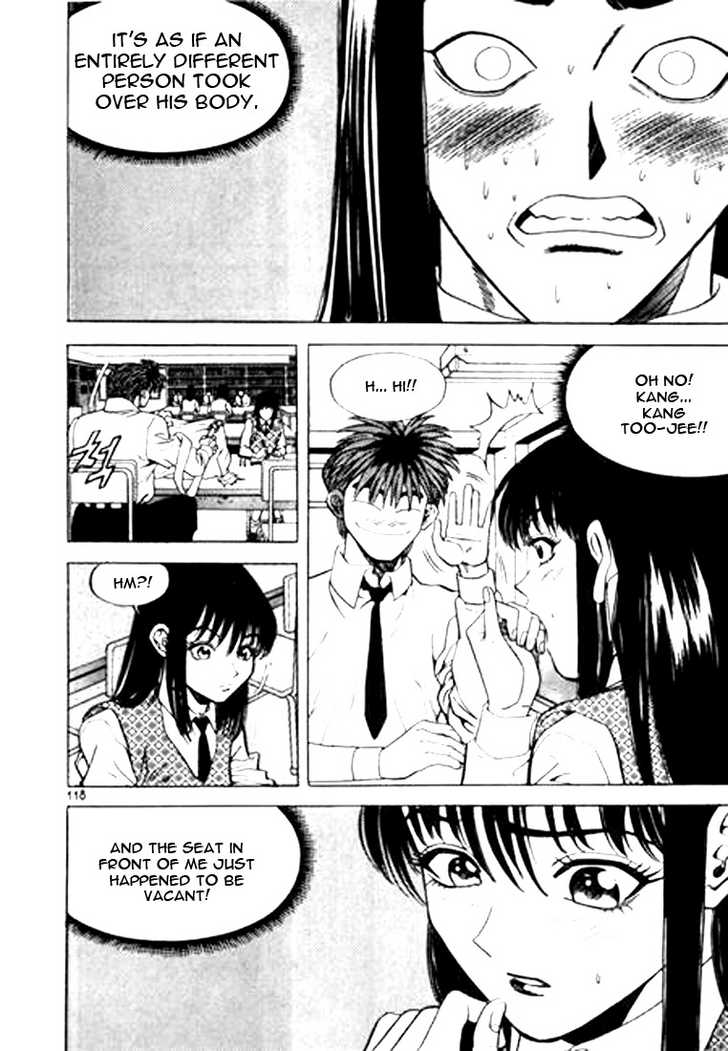 IT'S AS IF AN
ENTIRELY DIFFERENT
PERSON TOOK
OVER HIS BODY.
HM?!
H... HI!!
OH NO!
KANG...
KANG
TOO-JEE!!
118
AND THE SEAT IN
FRONT OF ME JUST
HAPPENED TO BE
VACANT!